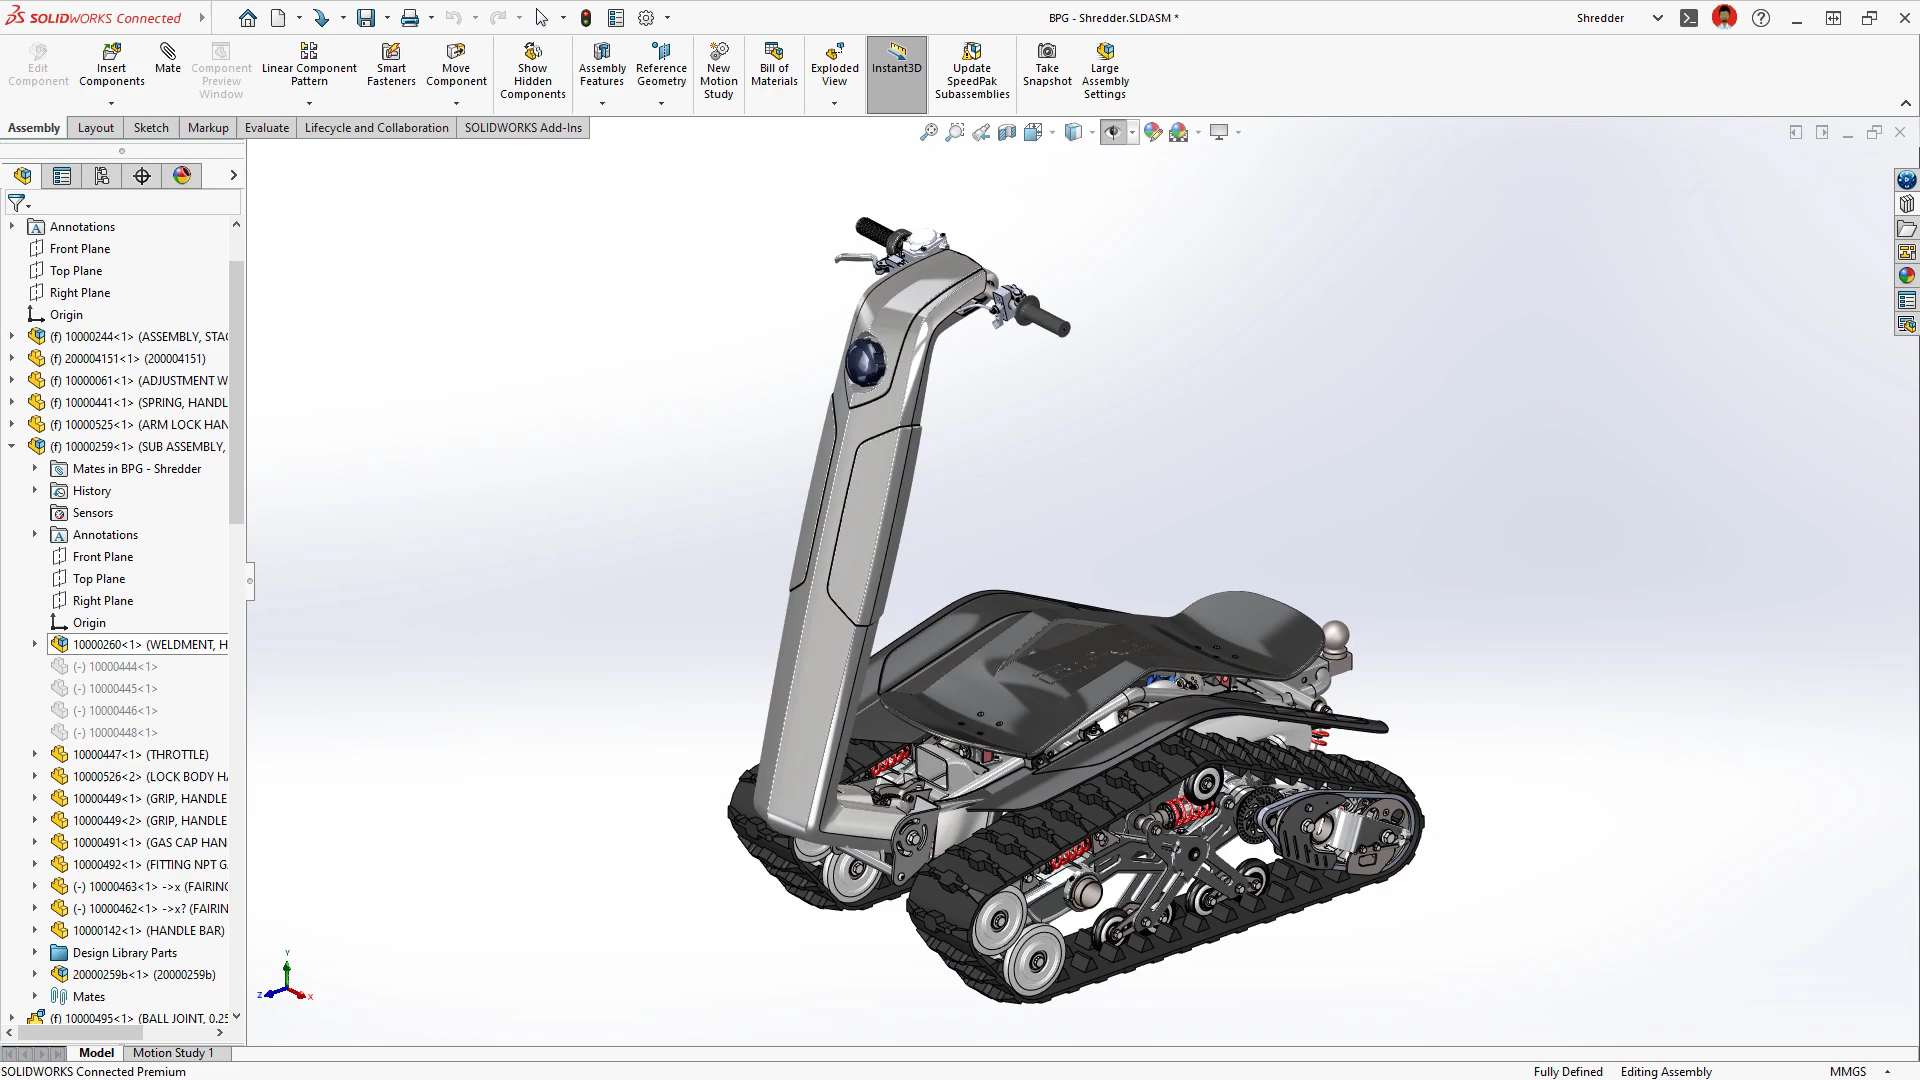 SOLIDWORKS Connected
BPG - Shredder.SLDASM *
Shredder
Edit Component
Insert Components
Mate
Component Preview Window
Linear Component Pattern
Smart Fasteners
Move Component
Show Hidden Components
Assembly Features
Reference Geometry
New Motion Study
Bill of Materials
Exploded View
Instant3D
Update SpeedPak Subassemblies
Take Snapshot
Large Assembly Settings
Assembly
Layout
Sketch
Markup
Evaluate
Lifecycle and Collaboration
SOLIDWORKS Add-Ins
Annotations
Front Plane
Top Plane
Right Plane
Origin
(f) 10000244<1> (ASSEMBLY, STAC
(f) 200004151<1> (200004151)
(f) 10000061<1> (ADJUSTMENT W
(f) 10000441<1> (SPRING, HANDL
(f) 10000525<1> (ARM LOCK HAN
(f) 10000259<1> (SUB ASSEMBLY,
Mates in BPG - Shredder
History
Sensors
Annotations
Front Plane
Top Plane
Right Plane
Origin
10000260<1> (WELDMENT, H
(-) 10000444<1>
(-) 10000445<1>
(-) 10000446<1>
(-) 10000448<1>
10000447<1> (THROTTLE)
10000526<2> (LOCK BODY HA
10000449<1> (GRIP, HANDLE
10000449<2> (GRIP, HANDLE
10000491<1> (GAS CAP HAN
10000492<1> (FITTING NPT G
(-) 10000463<1> ->x (FAIRING
(-) 10000462<1> ->x? (FAIRIN
10000142<1> (HANDLE BAR)
Design Library Parts
20000259b<1> (20000259b)
Mates
(f) 10000495<1> (BALL JOINT, 0.25
Y
Z
X
Model
Motion Study 1
SOLIDWORKS Connected Premium
Fully Defined
Editing Assembly
MMGS